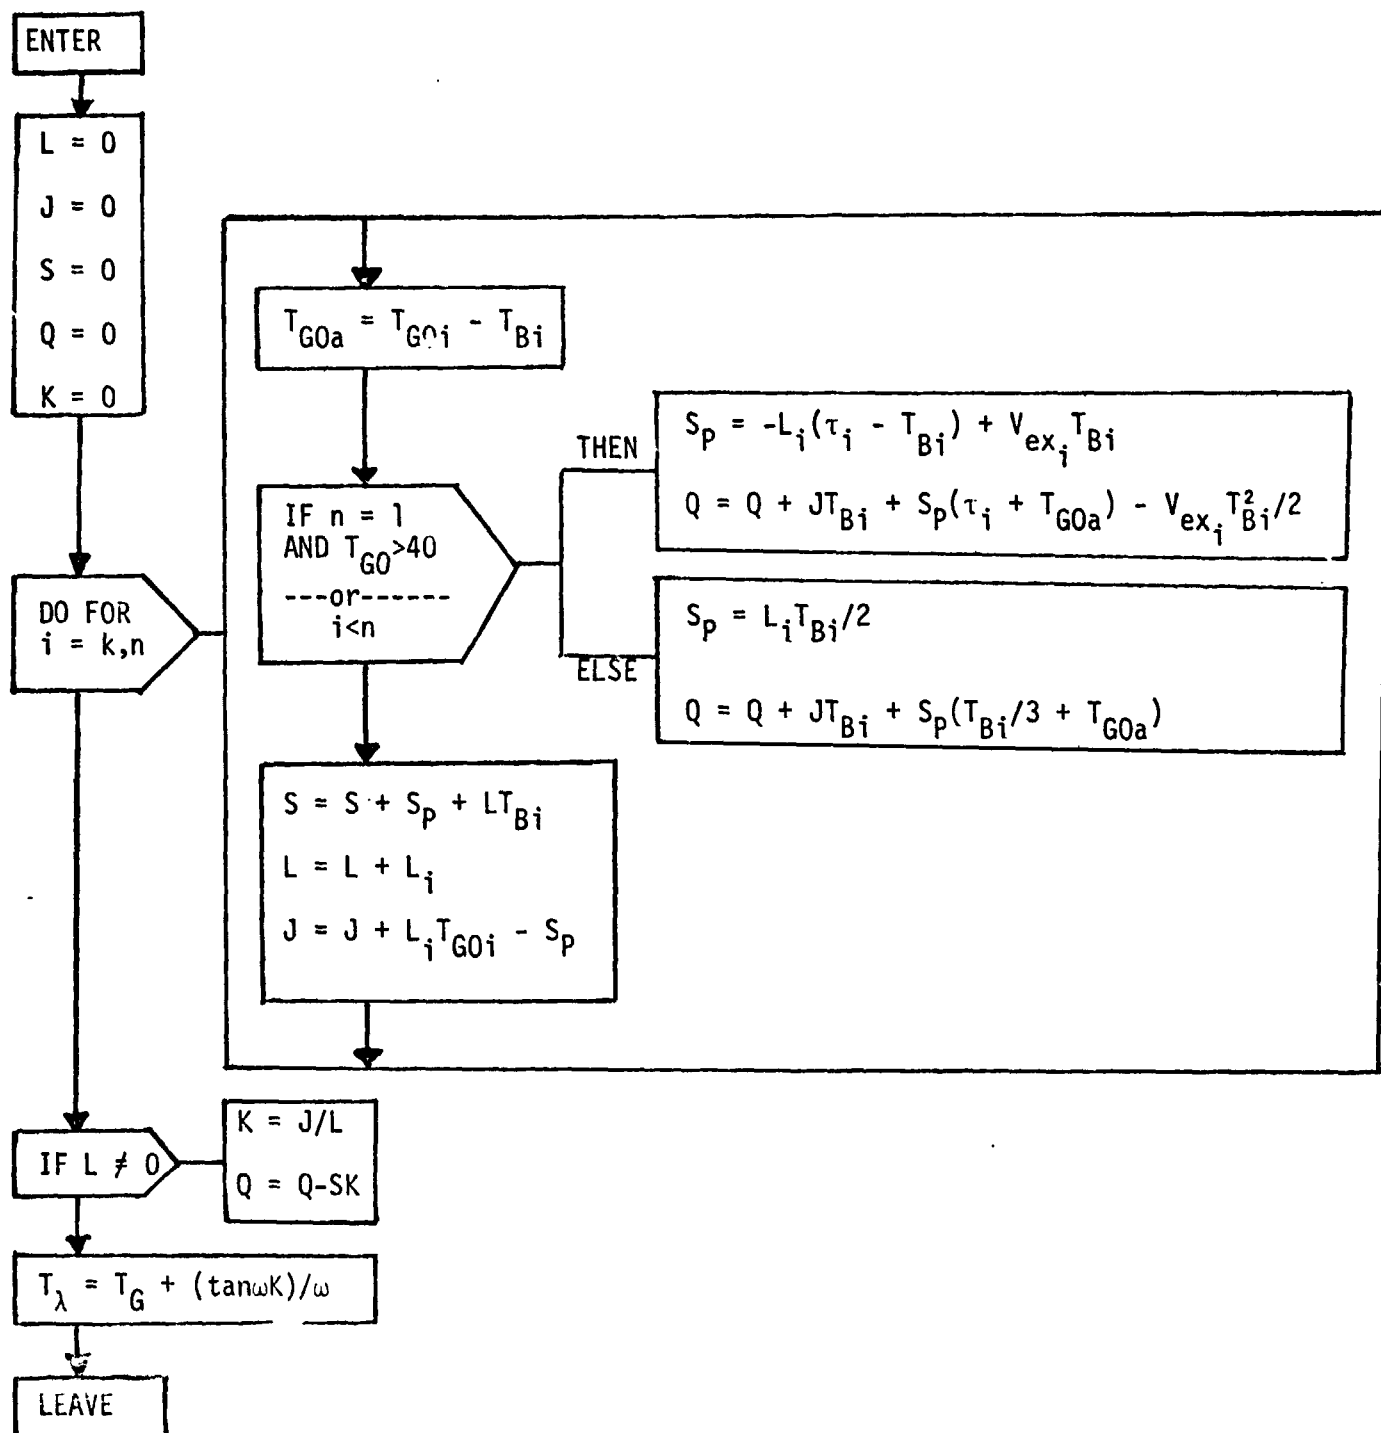 ENTER
L = 0
J = 0
S = 0
Q = 0
K = 0
DO FOR
i = k,n
T_GOa = T_GOi - T_Bi
IF n = 1
AND T_GO>40
---or------
i<n
THEN
S_p = -L_i(τ_i - T_Bi) + V_ex_i T_Bi
Q = Q + JT_Bi + S_p(τ_i + T_GOa) - V_ex_i T²_Bi/2
ELSE
S_p = L_i T_Bi/2
Q = Q + JT_Bi + S_p(T_Bi/3 + T_GOa)
S = S + S_p + LT_Bi
L = L + L_i
J = J + L_i T_GOi - S_p
IF L ≠ 0
K = J/L
Q = Q-SK
T_λ = T_G + (tanωK)/ω
LEAVE